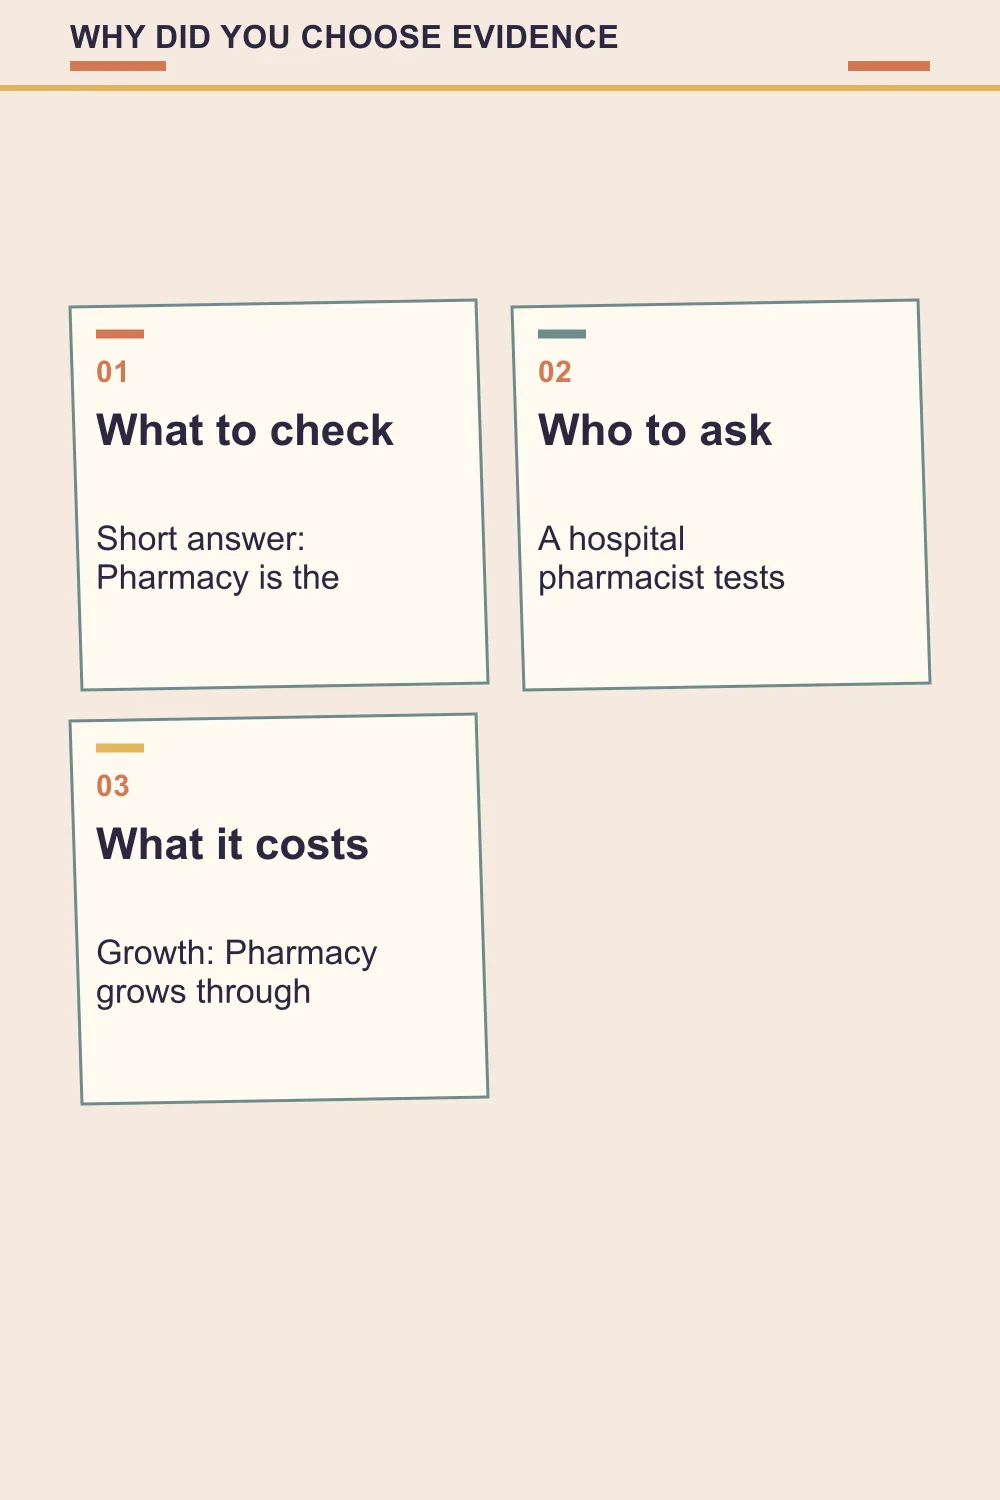 WHY DID YOU CHOOSE EVIDENCE
01
What to check
Short answer:
Pharmacy is the
02
Who to ask
A hospital
pharmacist tests
03
What it costs
Growth: Pharmacy
grows through